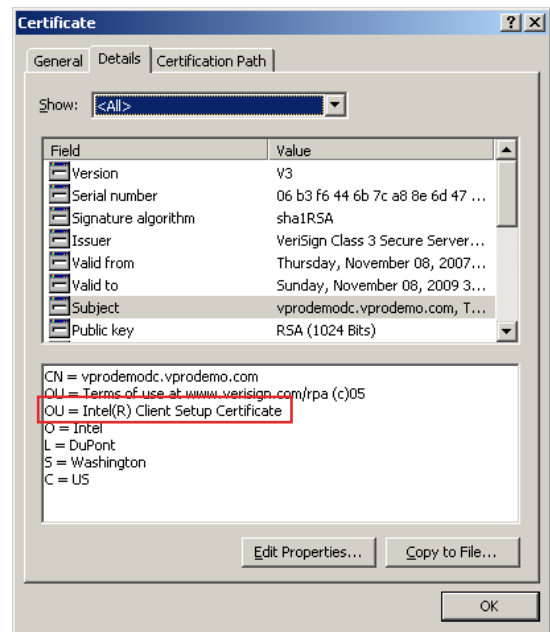 Certificate
General Details Certification Path
Show: <All>
Field Value
Version V3
Serial number 06 b3 f6 44 6b 7c a8 8e 6d 47 ...
Signature algorithm sha1RSA
Issuer VeriSign Class 3 Secure Server...
Valid from Thursday, November 08, 2007...
Valid to Sunday, November 08, 2009 3...
Subject vprodemodc.vprodemo.com, T...
Public key RSA (1024 Bits)
CN = vprodemodc.vprodemo.com
OU = Terms of use at www.verisign.com/rpa (c)05
OU = Intel(R) Client Setup Certificate
O = Intel
L = DuPont
S = Washington
C = US
Edit Properties... Copy to File...
OK